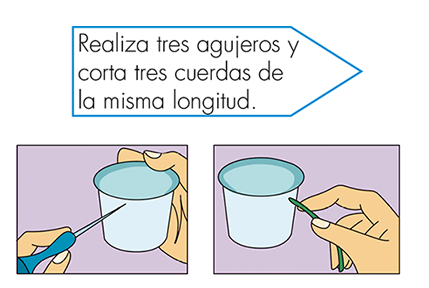 Realiza tres agujeros y
corta tres cuerdas de
la misma longitud.